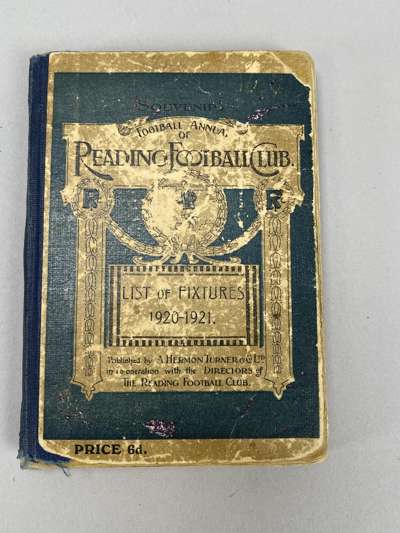 SOUVENIR
FOOTBALL ANNUAL
OF
READING FOOTBALL CLUB.
R F R
LIST OF FIXTURES
1920-1921.
Published by A HERMON TURNER & Co LTD
in co-operation with the DIRECTORS of
THE READING FOOTBALL CLUB.
PRICE 6d.